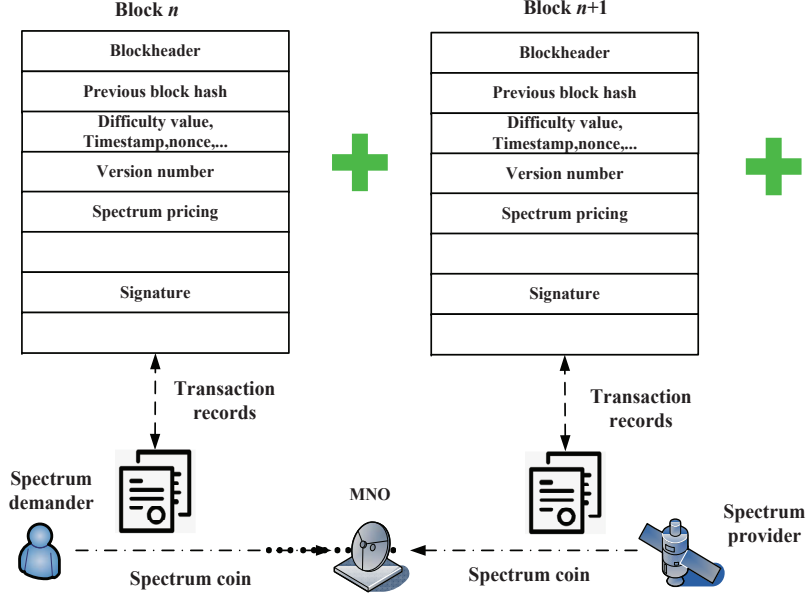 Block n
Blockheader
Previous block hash
Difficulty value,
Timestamp,nonce,...
Version number
Spectrum pricing
Signature
Block n+1
Blockheader
Previous block hash
Difficulty value,
Timestamp,nonce,...
Version number
Spectrum pricing
Signature
Transaction
records
Transaction
records
Spectrum
demander
MNO
Spectrum
provider
Spectrum coin
Spectrum coin